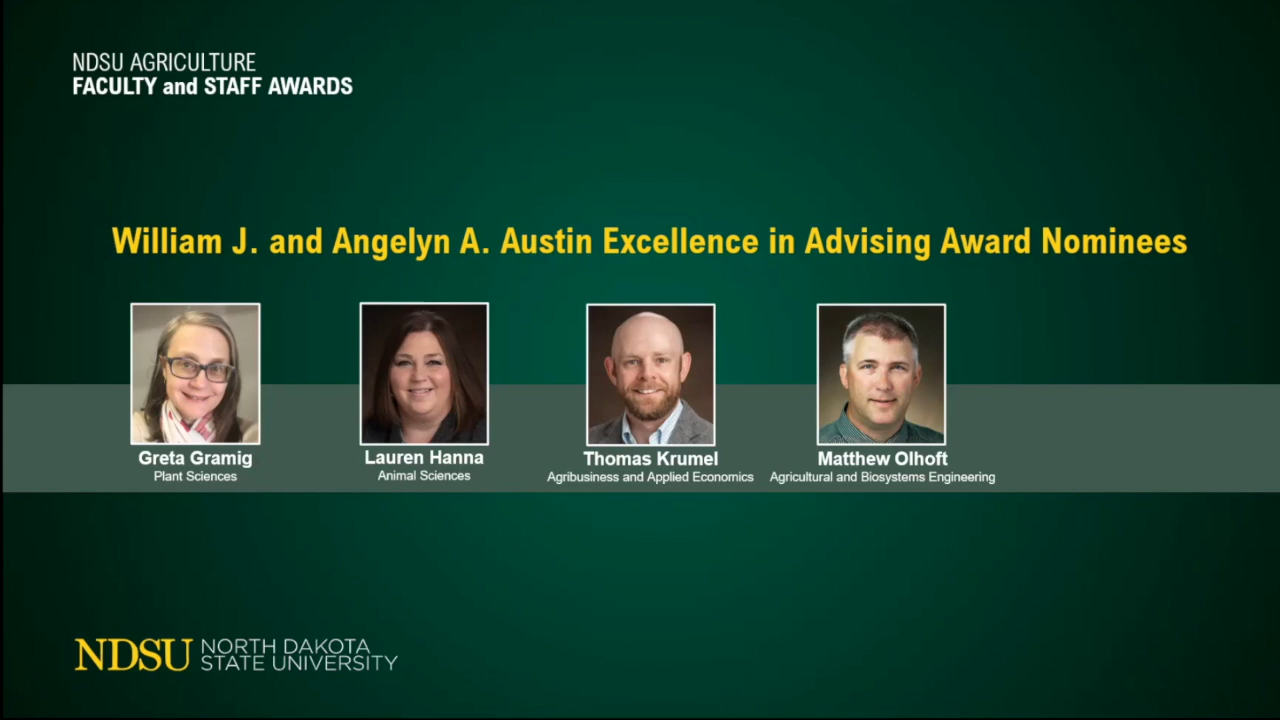 NDSU AGRICULTURE
FACULTY and STAFF AWARDS
William J. and Angelyn A. Austin Excellence in Advising Award Nominees
Greta Gramig
Plant Sciences
Lauren Hanna
Animal Sciences
Thomas Krumel
Agribusiness and Applied Economics
Matthew Olhoft
Agricultural and Biosystems Engineering
NDSU NORTH DAKOTA
STATE UNIVERSITY